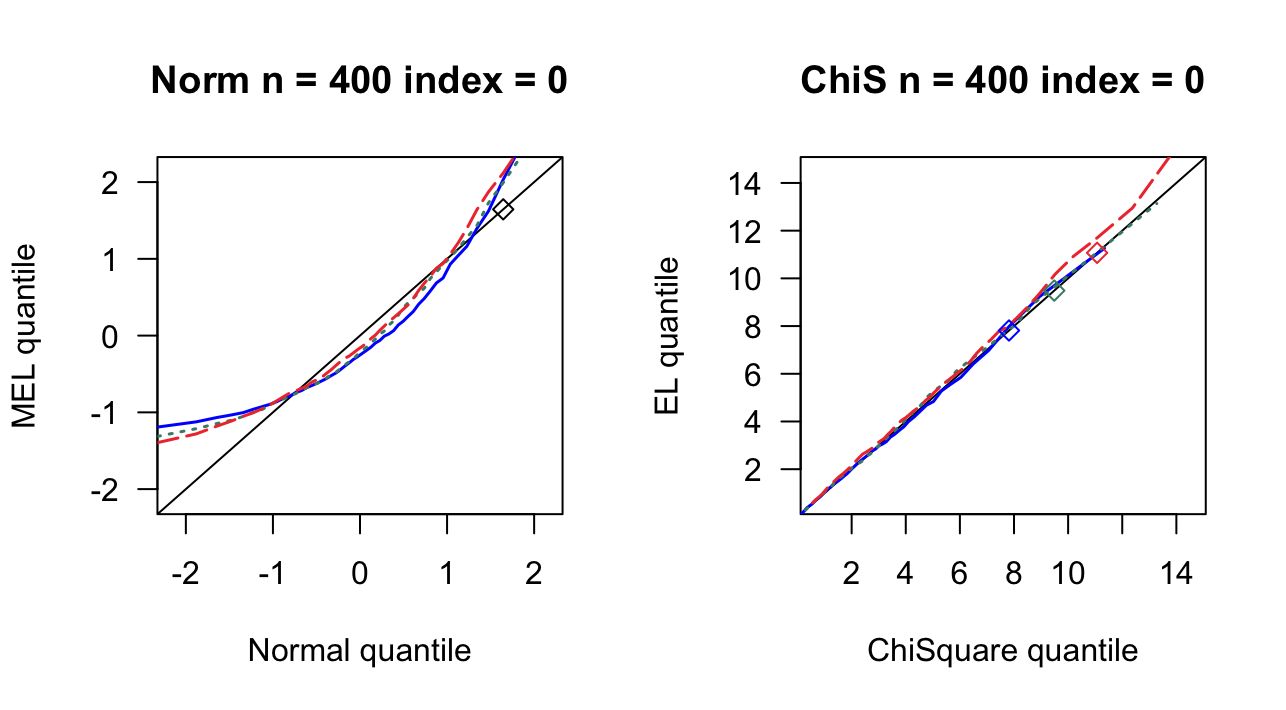 Norm n = 400 index = 0
MEL quantile
2
1
0
-1
-2
-2 -1 0 1 2
Normal quantile
ChiS n = 400 index = 0
EL quantile
14
12
10
8
6
4
2
2 4 6 8 10 14
ChiSquare quantile